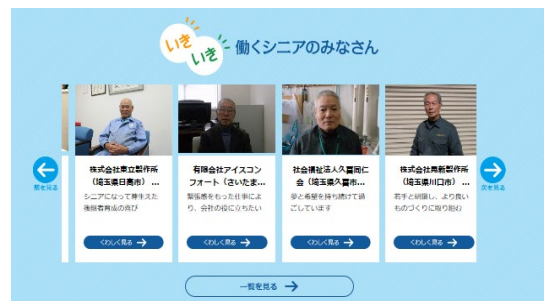 いき
いき
働くシニアのみなさん
株式会社東立製作所
（埼玉県日高市） ...
シニアになって芽生えた
後継者育成の喜び
くわしく見る →
有限会社アイスコン
フォート（さいたま...
緊張感をもった仕事によ
り、会社の役に立ちたい
くわしく見る →
社会福祉法人久喜同仁
会（埼玉県久喜市...
夢と希望を持ち続けて過
ごしています
くわしく見る →
株式会社髙新製作所
（埼玉県川口市） ...
若手と研鑽し、より良い
ものづくりに取り組む
くわしく見る →
前を見る
次を見る
一覧を見る →